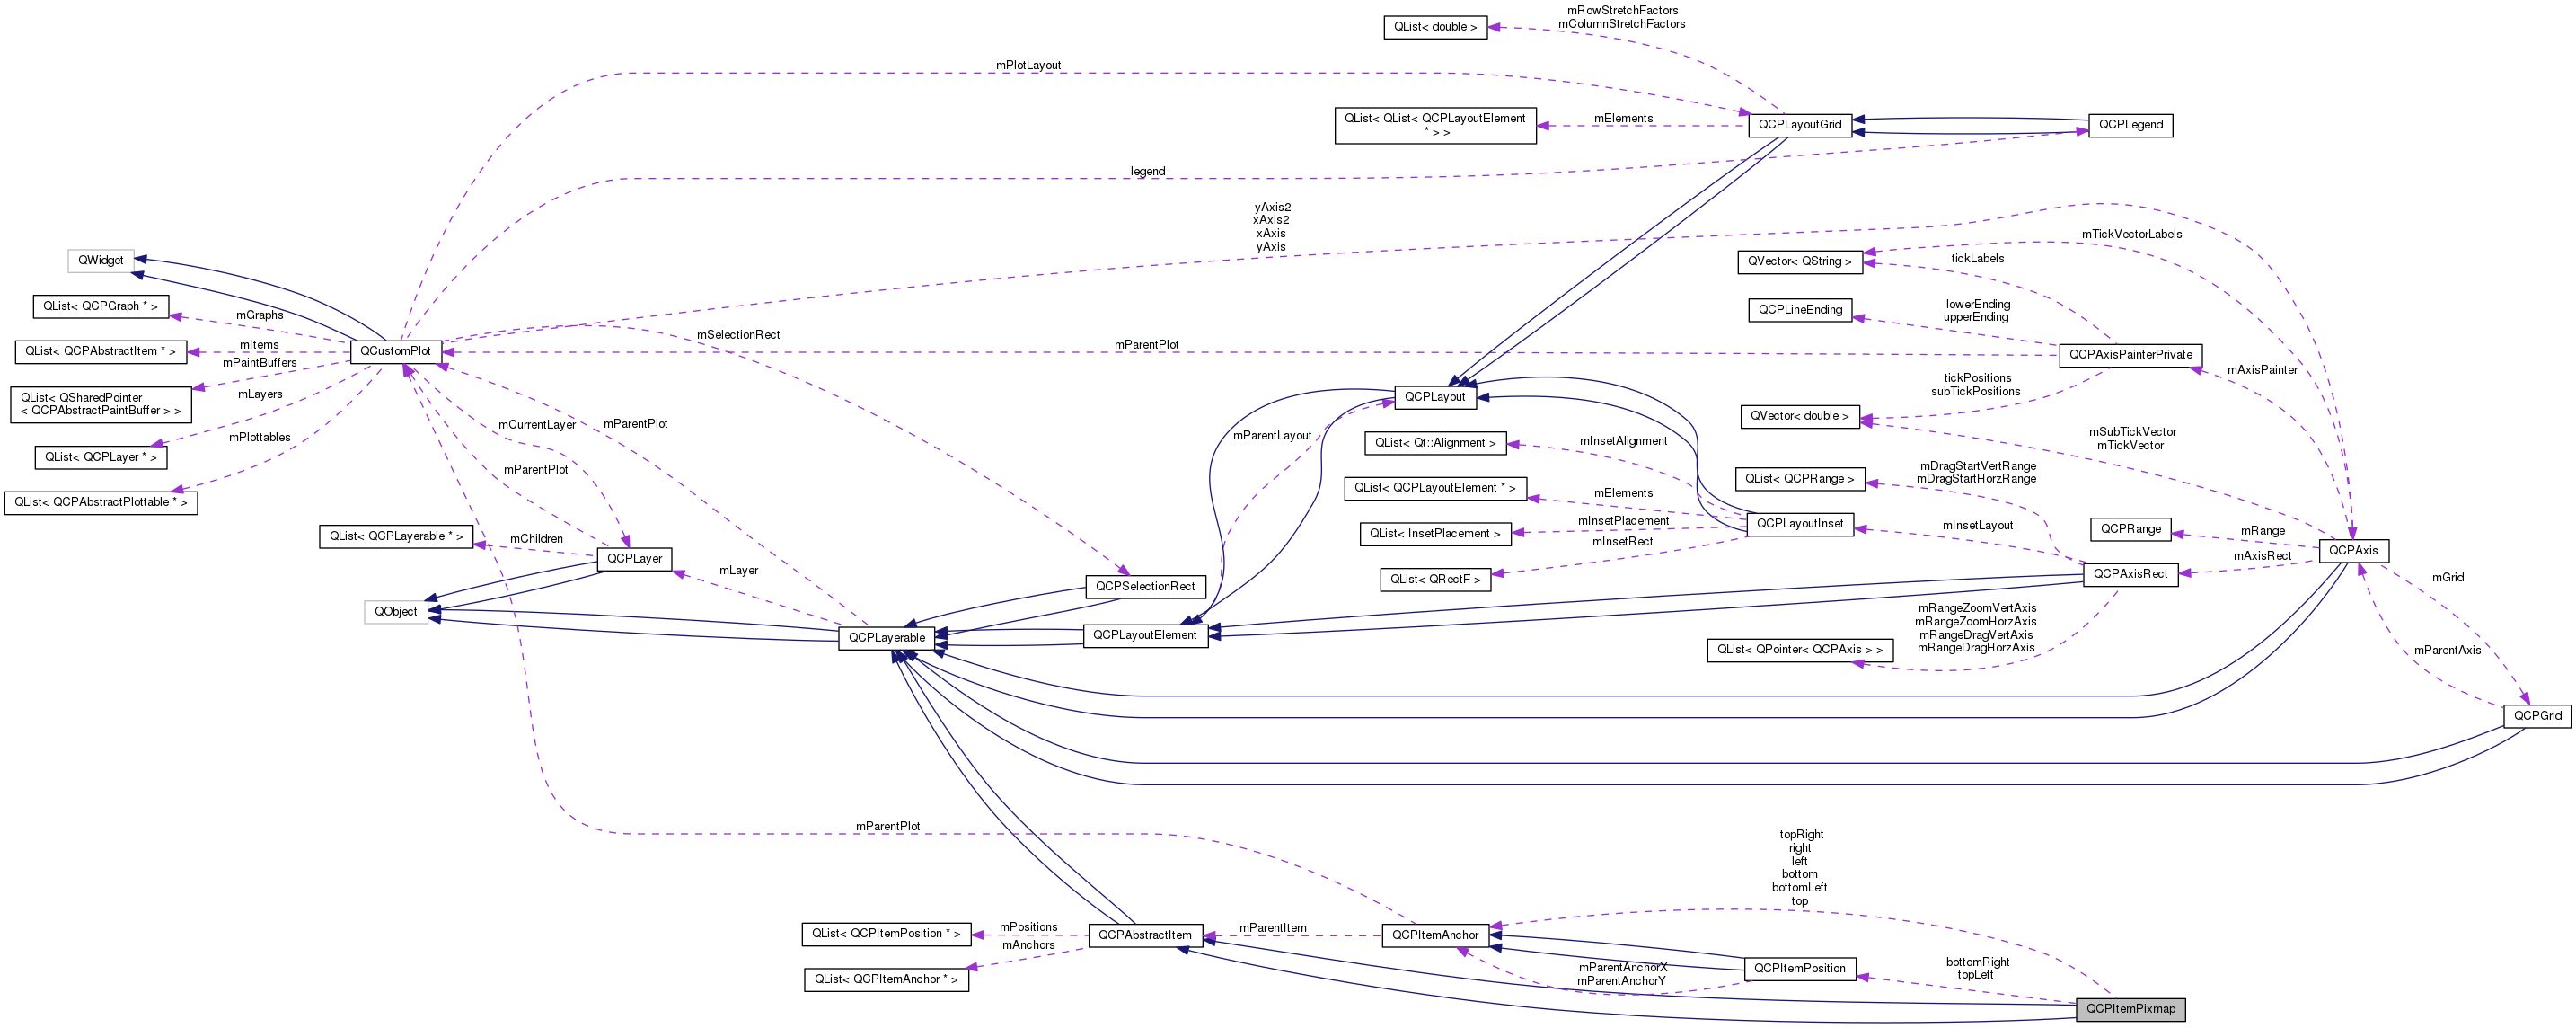 mRowStretchFactors
mColumnStretchFactors
QList< double >
mPlotLayout
QList< QList< QCPLayoutElement
* > >
mElements
QCPLayoutGrid
QCPLegend
legend
yAxis2
xAxis2
xAxis
yAxis
mTickVectorLabels
QWidget
QVector< QString >
tickLabels
QList< QCPGraph * >
mGraphs
QCPLineEnding
lowerEnding
upperEnding
mSelectionRect
QList< QCPAbstractItem * >
mItems
QCustomPlot
mParentPlot
QCPAxisPainterPrivate
mPaintBuffers
QList< QSharedPointer
< QCPAbstractPaintBuffer > >
mLayers
mAxisPainter
tickPositions
subTickPositions
QCPLayout
QVector< double >
mCurrentLayer
mParentPlot
mPlottables
mParentLayout
QList< Qt::Alignment >
mInsetAlignment
mSubTickVector
mTickVector
QList< QCPLayer * >
mParentPlot
QList< QCPRange >
mDragStartVertRange
mDragStartHorzRange
QList< QCPAbstractPlottable * >
QList< QCPLayoutElement * >
mElements
QCPLayoutInset
mInsetPlacement
QList< InsetPlacement >
mInsetRect
mInsetLayout
QCPRange
mRange
QList< QCPLayerable * >
mChildren
QCPLayer
QCPAxis
mAxisRect
mLayer
QCPSelectionRect
QList< QRectF >
QCPAxisRect
mGrid
QObject
QCPLayerable
QCPLayoutElement
mRangeZoomVertAxis
mRangeZoomHorzAxis
mRangeDragVertAxis
mRangeDragHorzAxis
QList< QPointer< QCPAxis > >
mParentAxis
QCPGrid
mParentPlot
topRight
right
left
bottom
bottomLeft
top
QList< QCPItemPosition * >
mPositions
QCPAbstractItem
mParentItem
QCPItemAnchor
mAnchors
QList< QCPItemAnchor * >
mParentAnchorX
mParentAnchorY
QCPItemPosition
bottomRight
topLeft
QCPItemPixmap